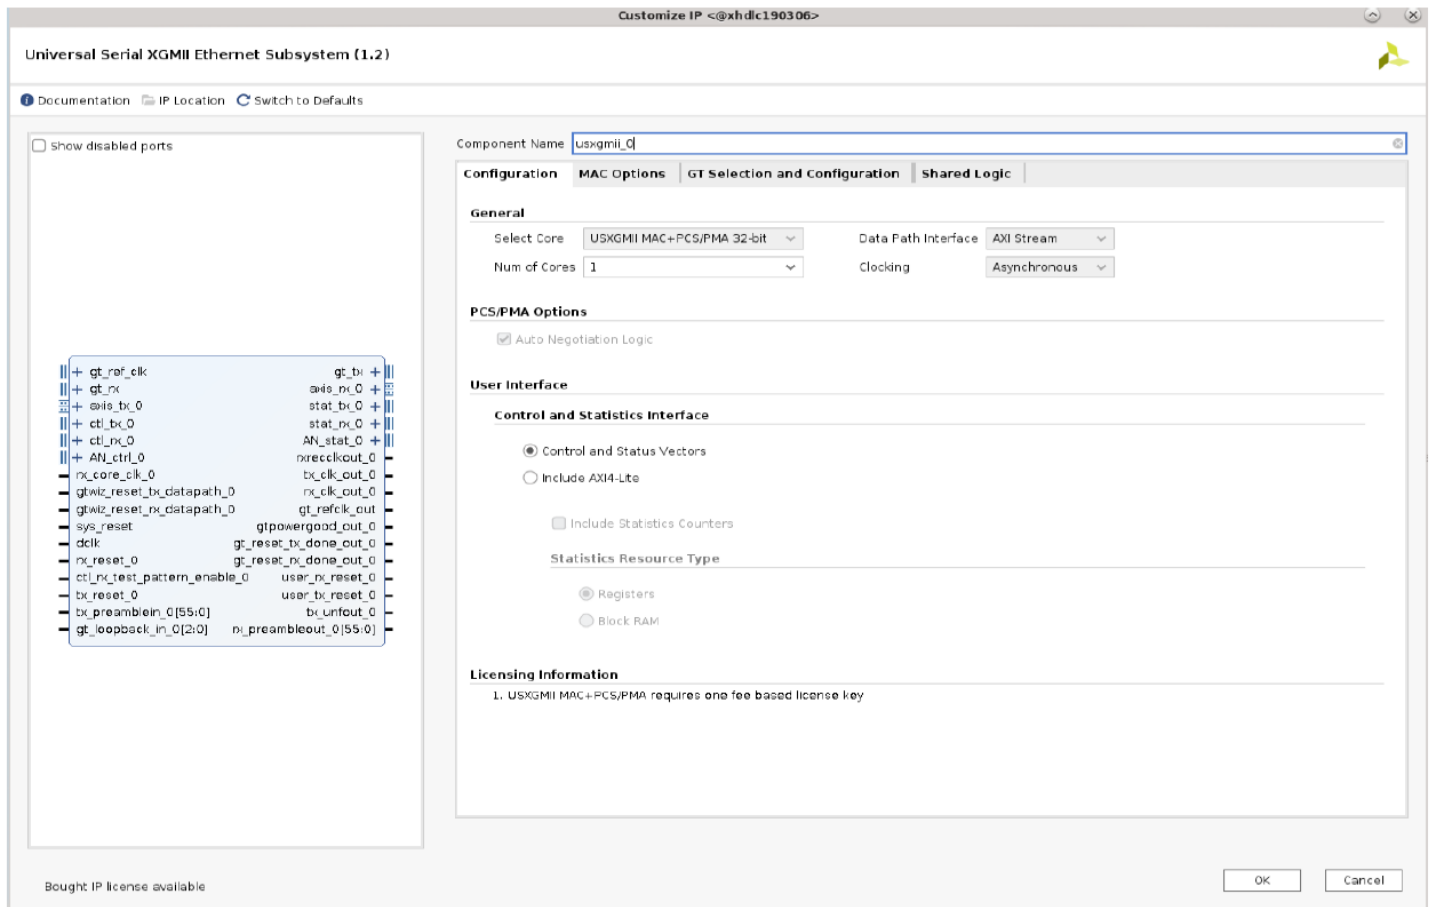 Customize IP <@xhdlc190306>
Universal Serial XGMII Ethernet Subsystem (1.2)
Documentation IP Location Switch to Defaults
Show disabled ports
gt_ref_clk gt_tx
gt_rx axis_rx_0
axis_tx_0 stat_tx_0
ctl_tx_0 stat_rx_0
ctl_rx_0 AN_stat_0
AN_ctrl_0 rxrecclkout_0
rx_core_clk_0 tx_clk_out_0
gtwiz_reset_tx_datapath_0 rx_clk_out_0
gtwiz_reset_rx_datapath_0 gt_refclk_out
sys_reset gtpowergood_out_0
dclk gt_reset_tx_done_out_0
rx_reset_0 gt_reset_rx_done_out_0
ctl_rx_test_pattern_enable_0 user_rx_reset_0
tx_reset_0 user_tx_reset_0
tx_preamblein_0[55:0] tx_unfout_0
gt_loopback_in_0[2:0] rx_preambleout_0[55:0]
Bought IP license available
Component Name usxgmii_0
Configuration MAC Options GT Selection and Configuration Shared Logic
General
Select Core USXGMII MAC+PCS/PMA 32-bit Data Path Interface AXI Stream
Num of Cores 1 Clocking Asynchronous
PCS/PMA Options
Auto Negotiation Logic
User Interface
Control and Statistics Interface
Control and Status Vectors
Include AXI4-Lite
Include Statistics Counters
Statistics Resource Type
Registers
Block RAM
Licensing Information
1. USXGMII MAC+PCS/PMA requires one fee based license key
OK Cancel